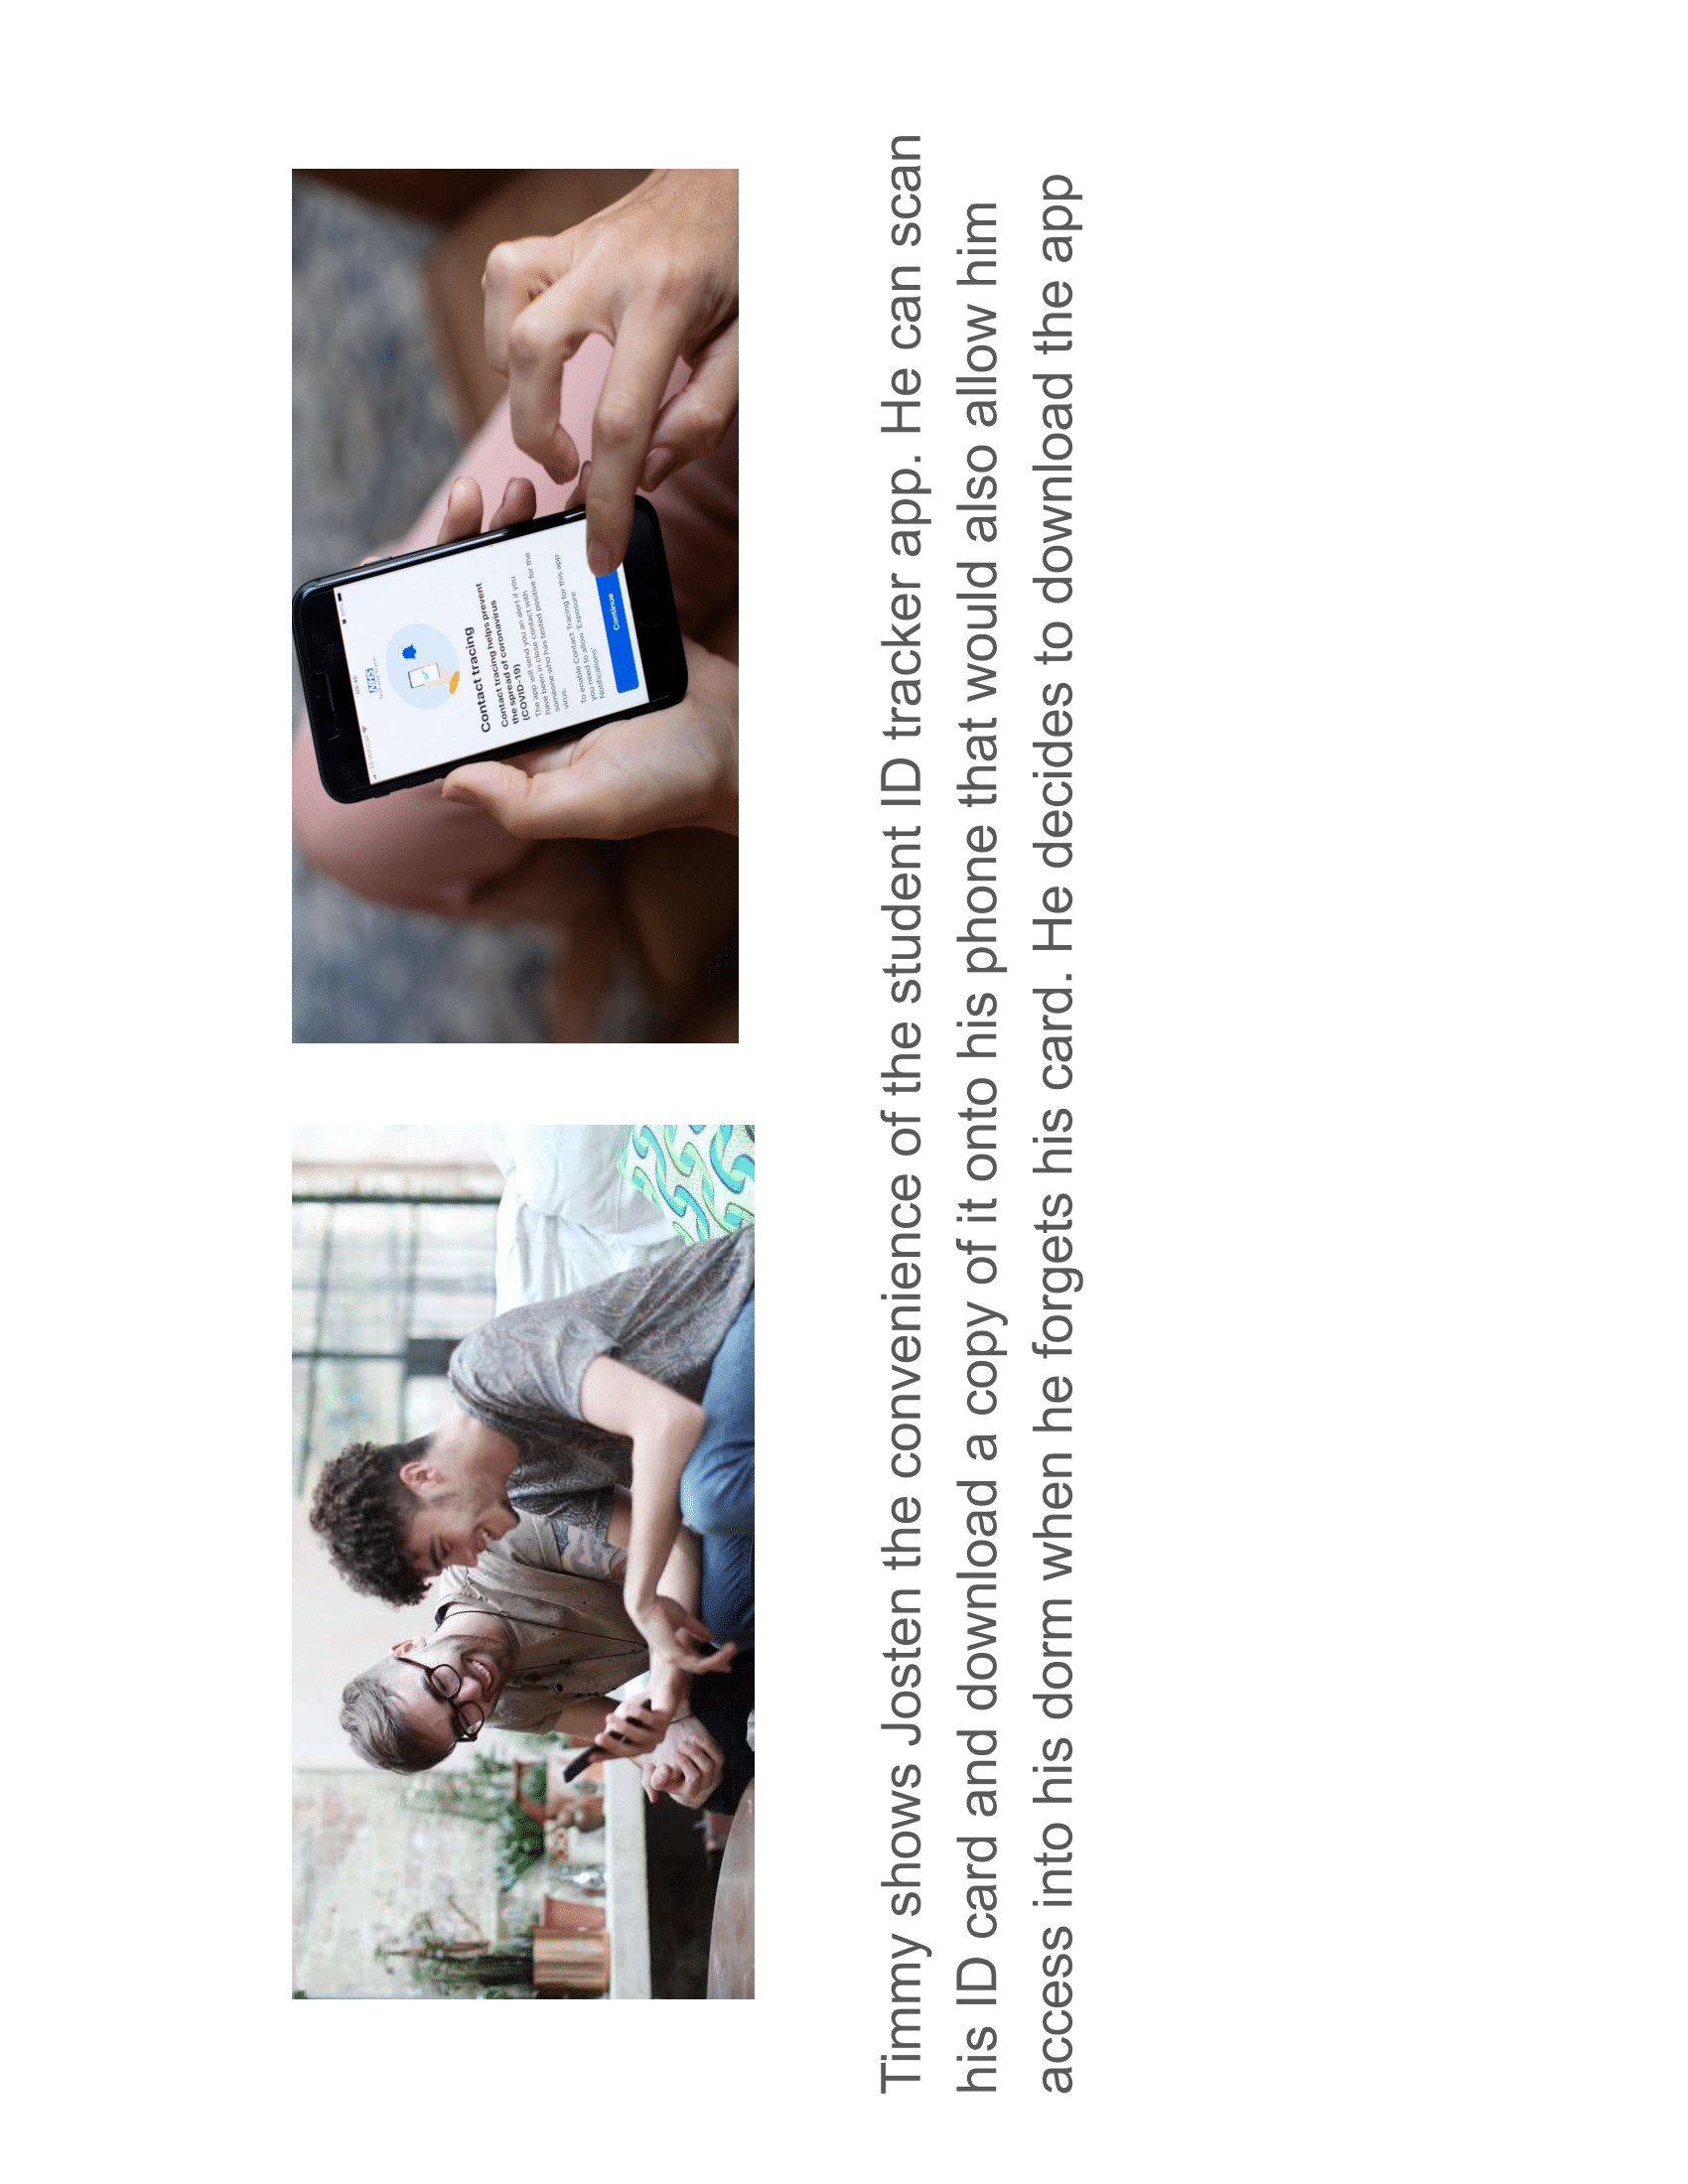 09:46
NHS
Contact tracing
Contact tracing helps prevent
the spread of coronavirus
(COVID-19)
The app will send you an alert if you
have been in close contact with
someone who has tested positive for the
virus.
To enable Contact Tracing for this app
you need to allow 'Exposure
Notifications'
Continue
Timmy shows Josten the convenience of the student ID tracker app. He can scan
his ID card and download a copy of it onto his phone that would also allow him
access into his dorm when he forgets his card. He decides to download the app